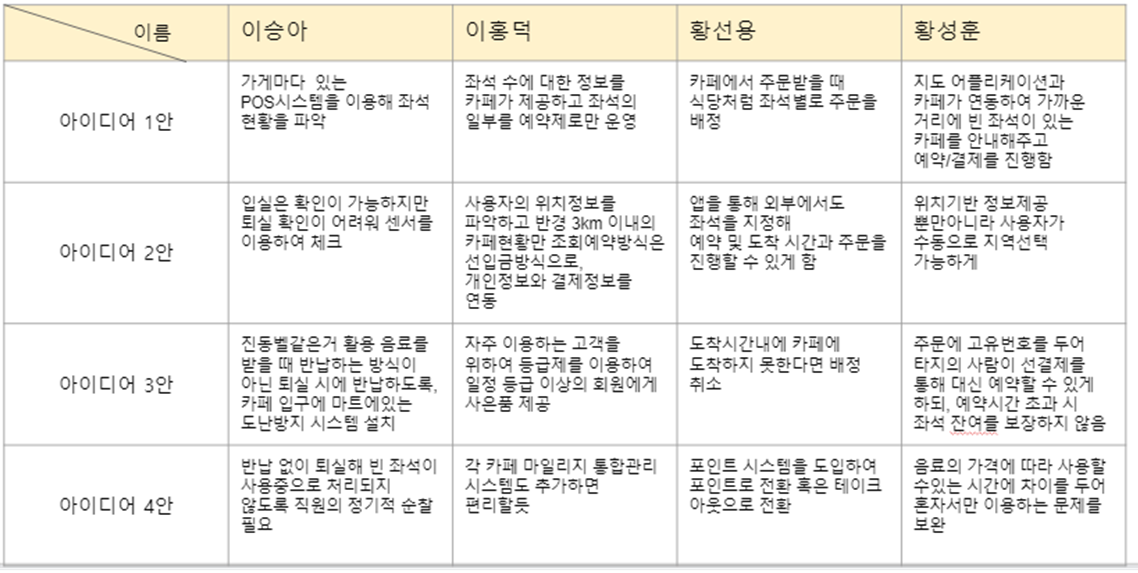 이름
이승아
이홍덕
황선용
황성훈
아이디어 1안
가게마다 있는
POS시스템을 이용해 좌석
현황을 파악
좌석 수에 대한 정보를
카페가 제공하고 좌석의
일부를 예약제로만 운영
카페에서 주문받을 때
식당처럼 좌석별로 주문을
배정
지도 어플리케이션과
카페가 연동하여 가까운
거리에 빈 좌석이 있는
카페를 안내해주고
예약/결제를 진행함
아이디어 2안
입실은 확인이 가능하지만
퇴실 확인이 어려워 센서를
이용하여 체크
사용자의 위치정보를
파악하고 반경 3km 이내의
카페현황만 조회예약방식은
선입금방식으로,
개인정보와 결제정보를
연동
앱을 통해 외부에서도
좌석을 지정해
예약 및 도착 시간과 주문을
진행할 수 있게 함
위치기반 정보제공
뿐만아니라 사용자가
수동으로 지역선택
가능하게
아이디어 3안
진동벨같은거 활용 음료를
받을 때 반납하는 방식이
아닌 퇴실 시에 반납하도록,
카페 입구에 마트에있는
도난방지 시스템 설치
자주 이용하는 고객을
위하여 등급제를 이용하여
일정 등급 이상의 회원에게
사은품 제공
도착시간내에 카페에
도착하지 못한다면 배정
취소
주문에 고유번호를 두어
타지의 사람이 선결제를
통해 대신 예약할 수 있게
하되, 예약시간 초과 시
좌석 잔여를 보장하지 않음
아이디어 4안
반납 없이 퇴실해 빈 좌석이
사용중으로 처리되지
않도록 직원의 정기적 순찰
필요
각 카페 마일리지 통합관리
시스템도 추가하면
편리할듯
포인트 시스템을 도입하여
포인트로 전환 혹은 테이크
아웃으로 전환
음료의 가격에 따라 사용할
수있는 시간에 차이를 두어
혼자서만 이용하는 문제를
보완